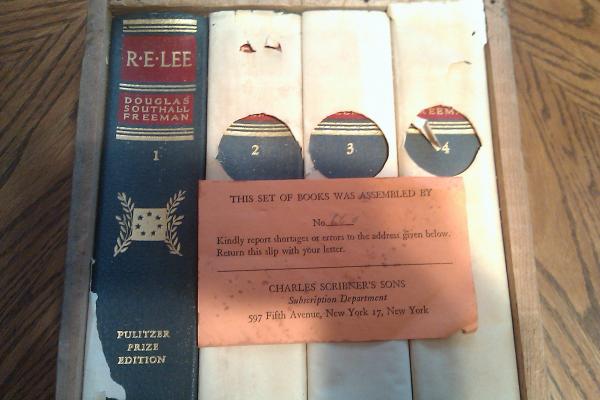 R·E·LEE
DOUGLAS
SOUTHALL
FREEMAN
1
PULITZER
PRIZE
EDITION
2
3
4
THIS SET OF BOOKS WAS ASSEMBLED BY
No.
Kindly report shortages or errors to the address given below.
Return this slip with your letter.
CHARLES SCRIBNER'S SONS
Subscription Department
597 Fifth Avenue, New York 17, New York